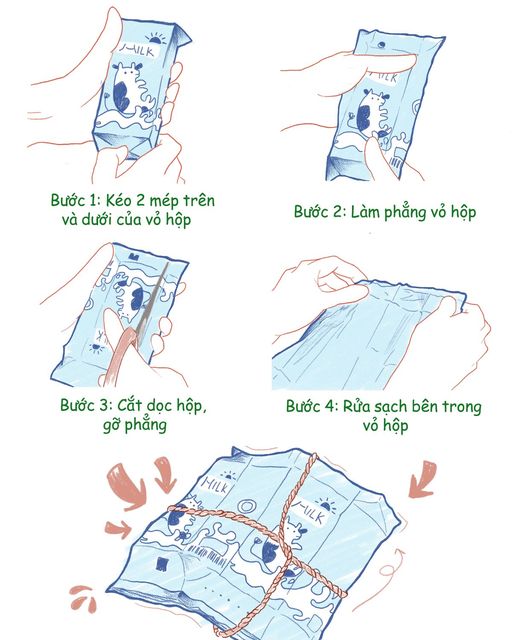 MILK
MILK
Bước 1: Kéo 2 mép trên
và dưới của vỏ hộp
Bước 2: Làm phẳng vỏ hộp
Bước 3: Cắt dọc hộp,
gỡ phẳng
Bước 4: Rửa sạch bên trong
vỏ hộp
MILK
MILK